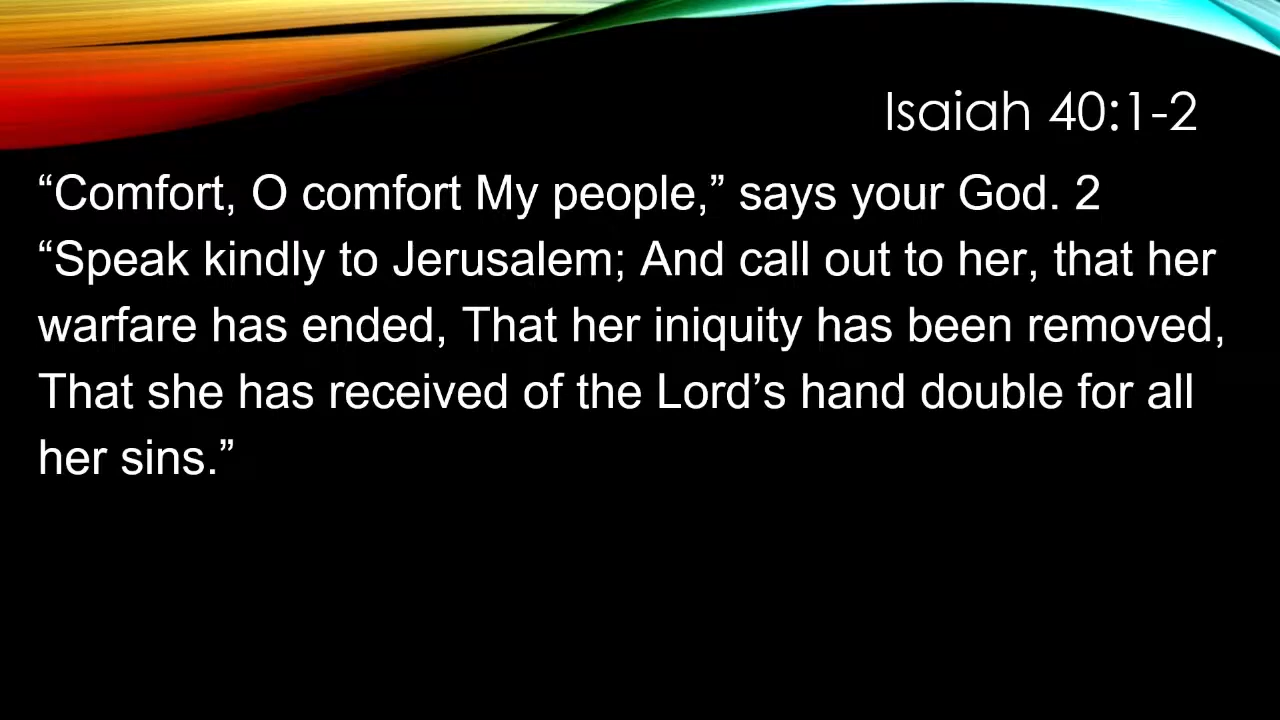 Isaiah 40:1-2
“Comfort, O comfort My people,” says your God. 2
“Speak kindly to Jerusalem; And call out to her, that her
warfare has ended, That her iniquity has been removed,
That she has received of the Lord’s hand double for all
her sins.”